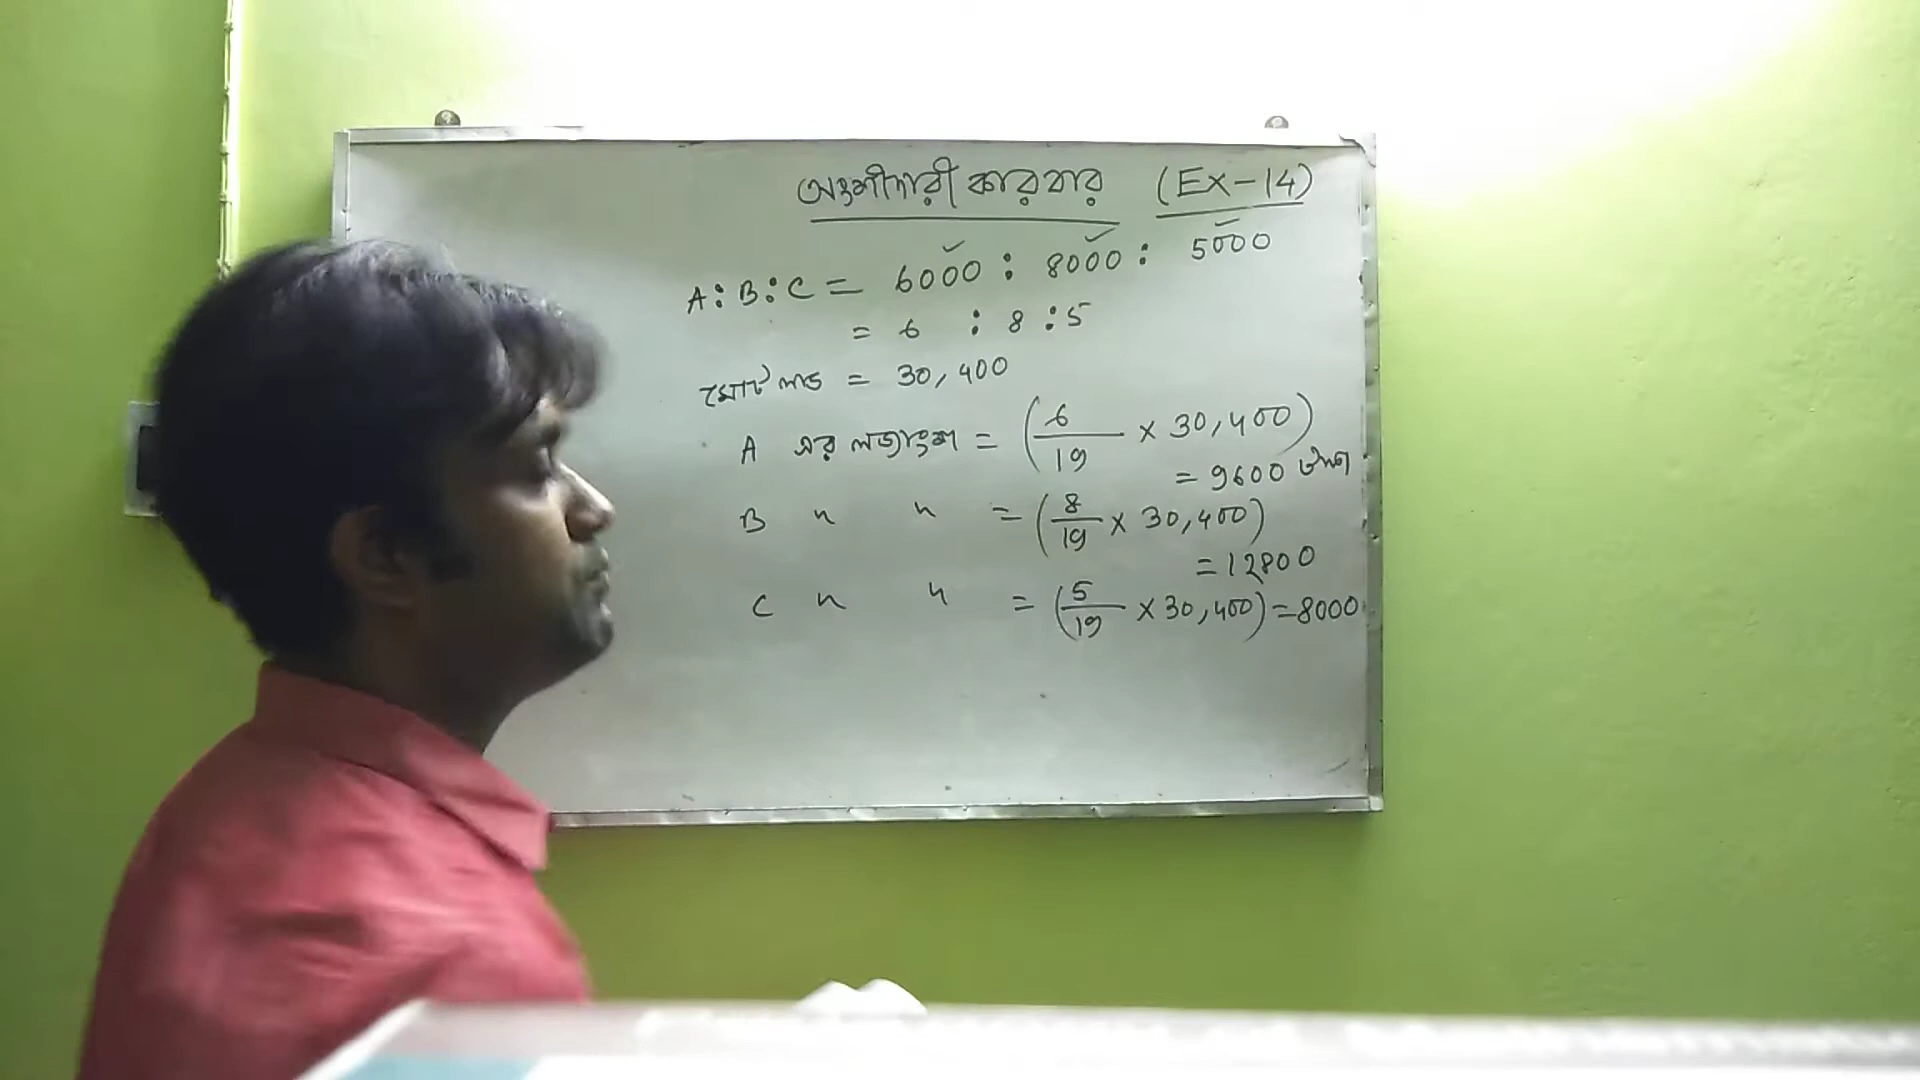 অংশীদারী কারবার (Ex-14)
A:B:C = 6000 : 8000 : 5000
= 6 : 8 : 5
মোট লাভ = 30,400
A এর লভ্যাংশ = (6/19 × 30,400)
= 9600 টাকা
B " " = (8/19 × 30,400)
= 12800
C " " = (5/19 × 30,400) = 8000